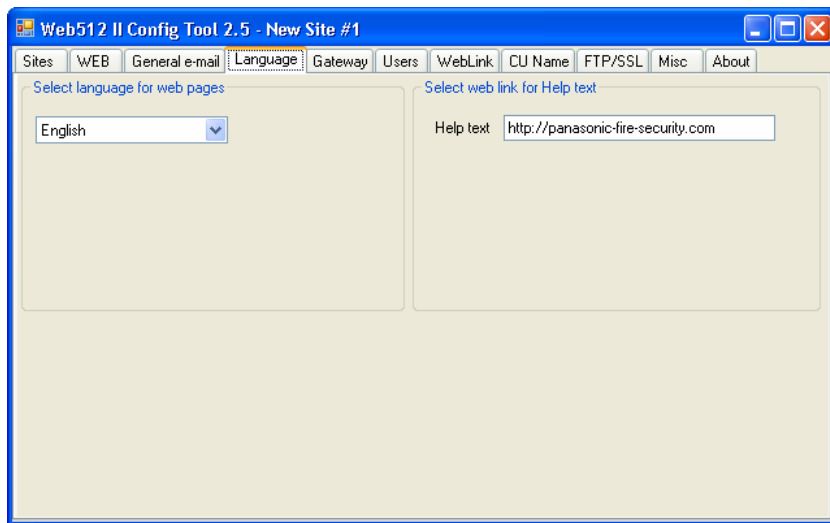 Web512 II Config Tool 2.5 - New Site #1
Sites WEB General e-mail Language Gateway Users WebLink CU Name FTP/SSL Misc About
Select language for web pages
English
Select web link for Help text
Help text http://panasonic-fire-security.com